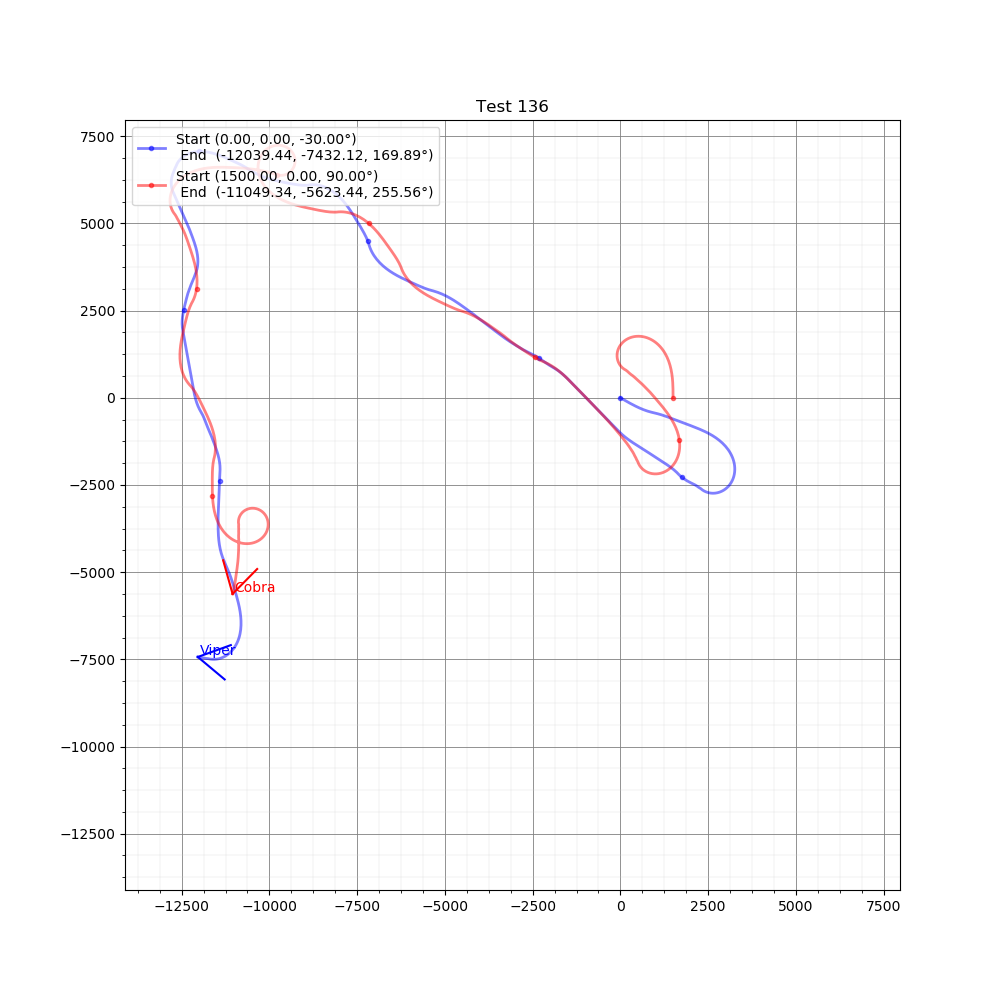 Test 136
Start (0.00, 0.00, -30.00°)
End  (-12039.44, -7432.12, 169.89°)
Start (1500.00, 0.00, 90.00°)
End  (-11049.34, -5623.44, 255.56°)
7500
5000
2500
0
−2500
−5000
−7500
−10000
−12500
Cobra
Viper
−12500
−10000
−7500
−5000
−2500
0
2500
5000
7500